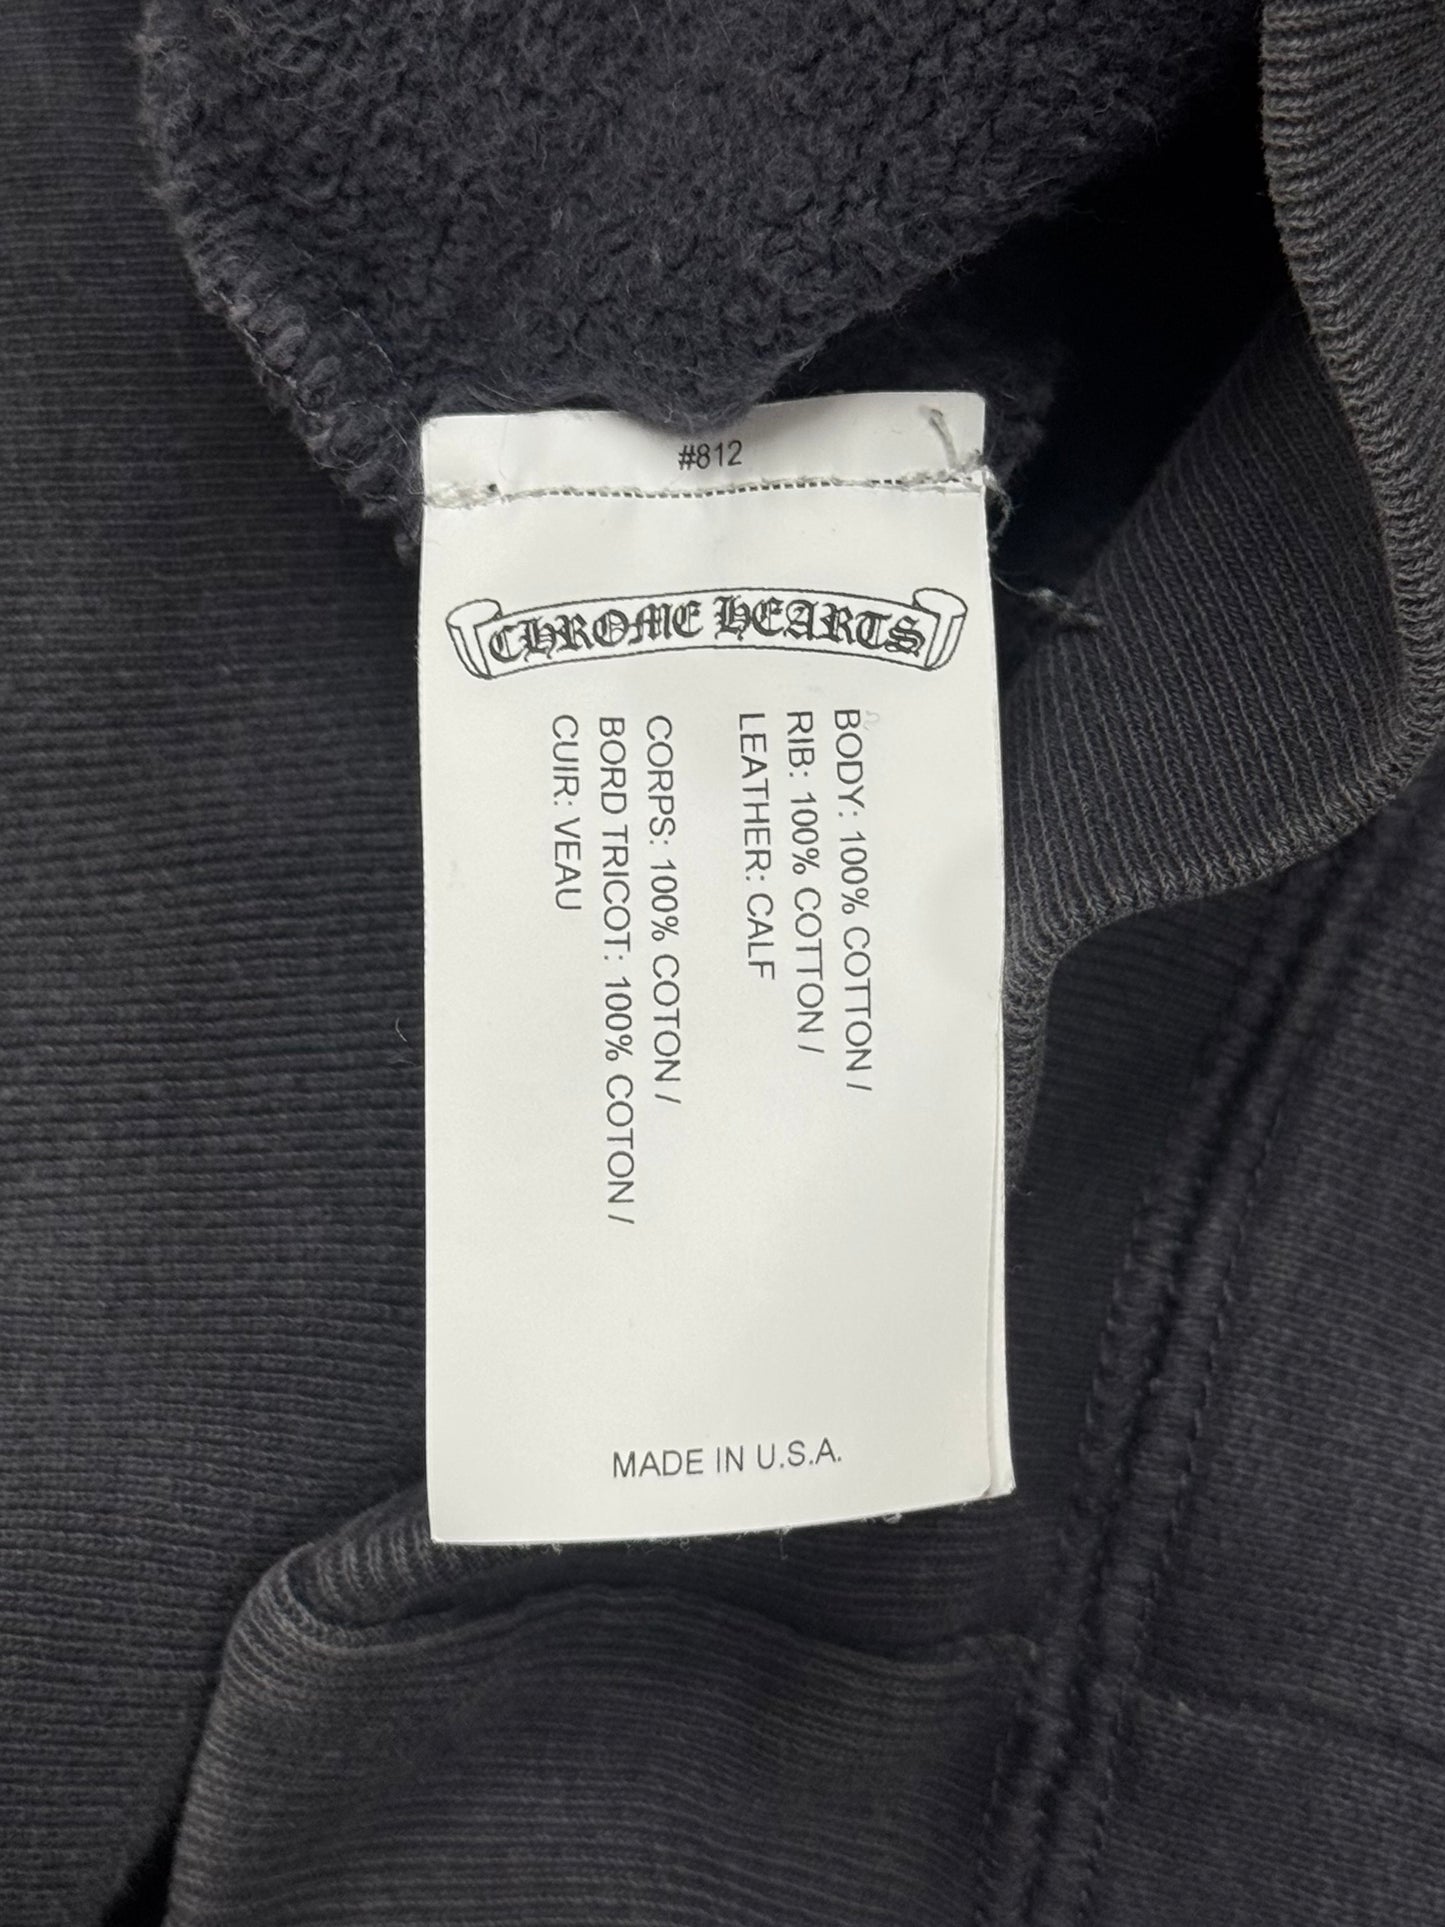 #812
CHROME HEARTS
BODY: 100% COTTON /
RIB: 100% COTTON /
LEATHER: CALF
CORPS: 100% COTON /
BORD TRICOT: 100% COTON /
CUIR: VEAU
MADE IN U.S.A.